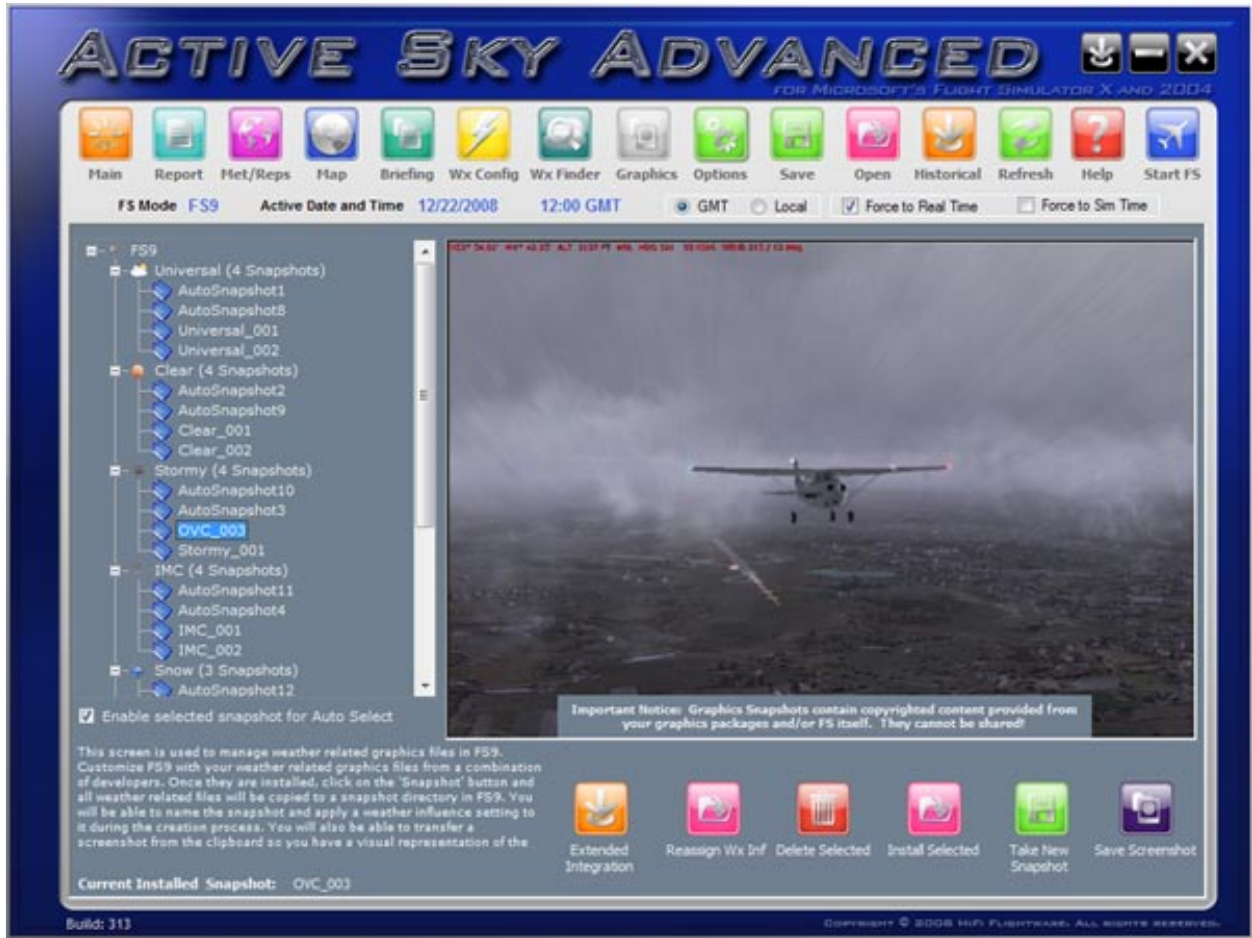 ACTIVE SKY ADVANCED
FOR MICROSOFT'S FLIGHT SIMULATOR X AND 2004
Main Report Met/Reps Map Briefing Wx Config Wx Finder Graphics Options Save Open Historical Refresh Help Start FS
FS Mode FS9 Active Date and Time 12/22/2008 12:00 GMT GMT Local Force to Real Time Force to Sim Time
FS9
Universal (4 Snapshots)
AutoSnapshot1
AutoSnapshot8
Universal_001
Universal_002
Clear (4 Snapshots)
AutoSnapshot2
AutoSnapshot9
Clear_001
Clear_002
Stormy (4 Snapshots)
AutoSnapshot10
AutoSnapshot3
OVC_003
Stormy_001
IMC (4 Snapshots)
AutoSnapshot11
AutoSnapshot4
IMC_001
IMC_002
Snow (3 Snapshots)
AutoSnapshot12
Enable selected snapshot for Auto Select
Important Notice: Graphics Snapshots contain copyrighted content provided from
your graphics packages and/or FS itself. They cannot be shared!
This screen is used to manage weather related graphics files in FS9.
Customize FS9 with your weather related graphics files from a combination
of developers. Once they are installed, click on the 'Snapshot' button and
all weather related files will be copied to a snapshot directory in FS9. You
will be able to name the snapshot and apply a weather influence setting to
it during the creation process. You will also be able to transfer a
screenshot from the clipboard so you have a visual representation of the
Extended
Integration
Reassign Wx Inf
Delete Selected
Install Selected
Take New
Snapshot
Save Screenshot
Current Installed Snapshot: OVC_003
Build: 313
COPYRIGHT © 2008 HIFI FLIGHTWARE. ALL RIGHTS RESERVED.